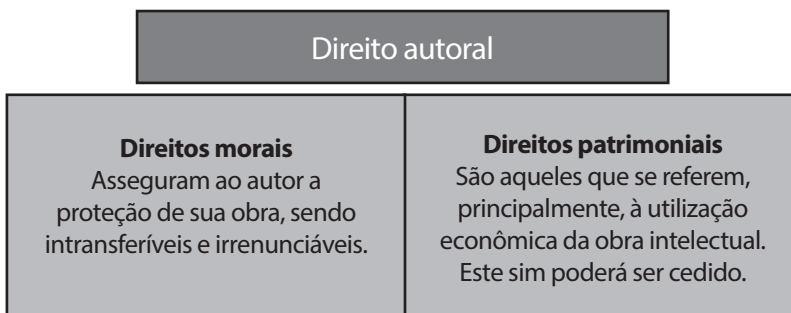 Direito autoral
Direitos morais
Asseguram ao autor a
proteção de sua obra, sendo
intransferíveis e irrenunciáveis.
Direitos patrimoniais
São aqueles que se referem,
principalmente, à utilização
econômica da obra intelectual.
Este sim poderá ser cedido.